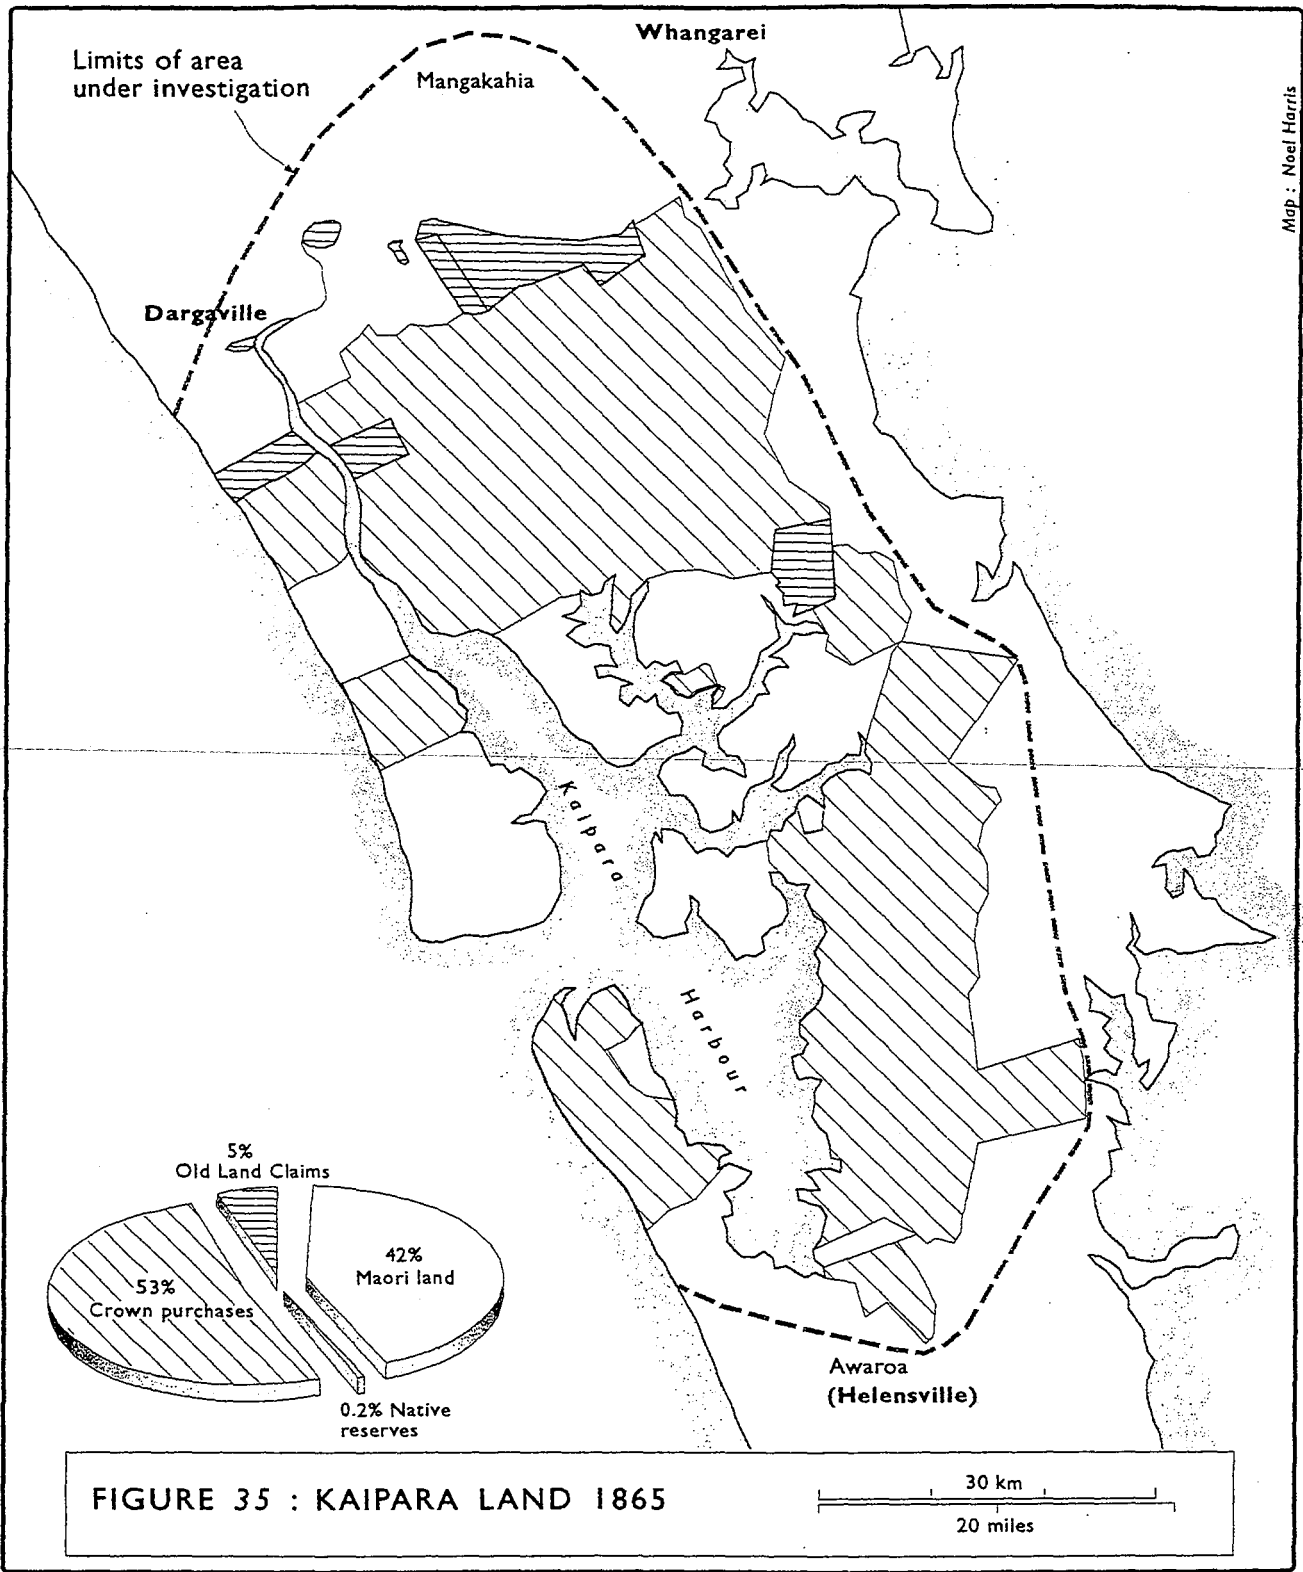 Whangarei
Limits of area
under investigation
Mangakahia
Map : Noel Harris
Dargaville
Kaipara
Harbour
5%
Old Land Claims
42%
Maori land
53%
Crown purchases
0.2% Native
reserves
Awaroa
(Helensville)
FIGURE 35 : KAIPARA LAND 1865
30 km
20 miles